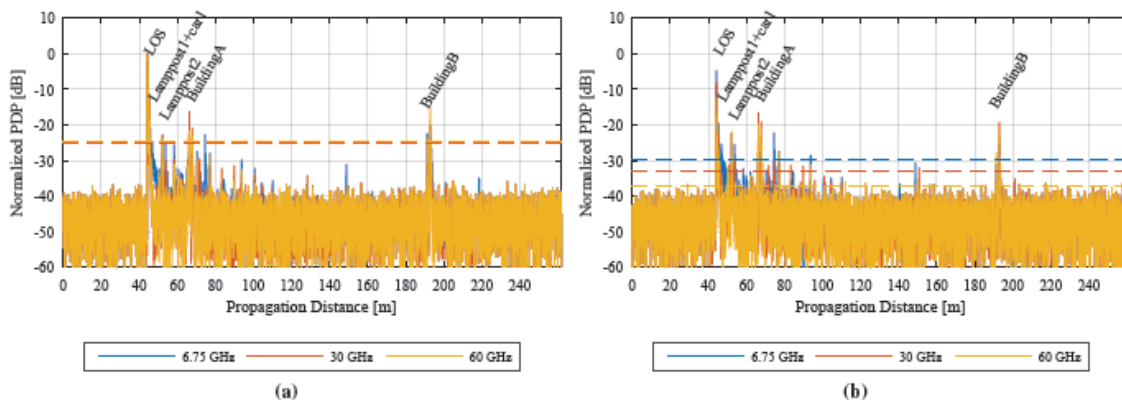 10
0
-10
-20
-30
-40
-50
-60
Normalized PDP [dB]
LOS
Lamppost1+car1
Lamppost2
BuildingA
BuildingB
0 20 40 60 80 100 120 140 160 180 200 220 240
Propagation Distance [m]
6.75 GHz 30 GHz 60 GHz
(a)
10
0
-10
-20
-30
-40
-50
-60
Normalized PDP [dB]
LOS
Lamppost1+car1
Lamppost2
BuildingA
BuildingB
0 20 40 60 80 100 120 140 160 180 200 220 240
Propagation Distance [m]
6.75 GHz 30 GHz 60 GHz
(b)